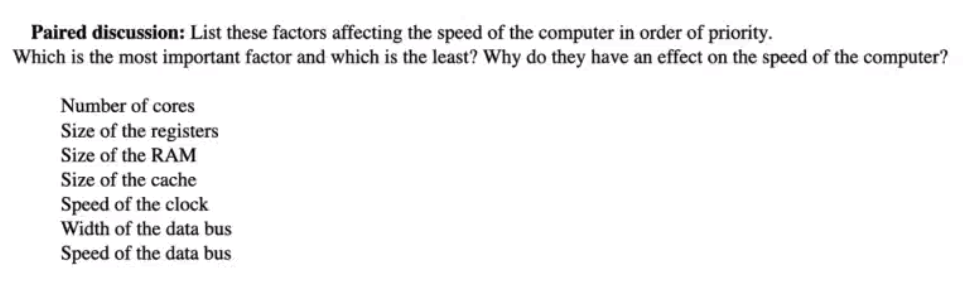 Paired discussion: List these factors affecting the speed of the computer in order of priority.
Which is the most important factor and which is the least? Why do they have an effect on the speed of the computer?
Number of cores
Size of the registers
Size of the RAM
Size of the cache
Speed of the clock
Width of the data bus
Speed of the data bus